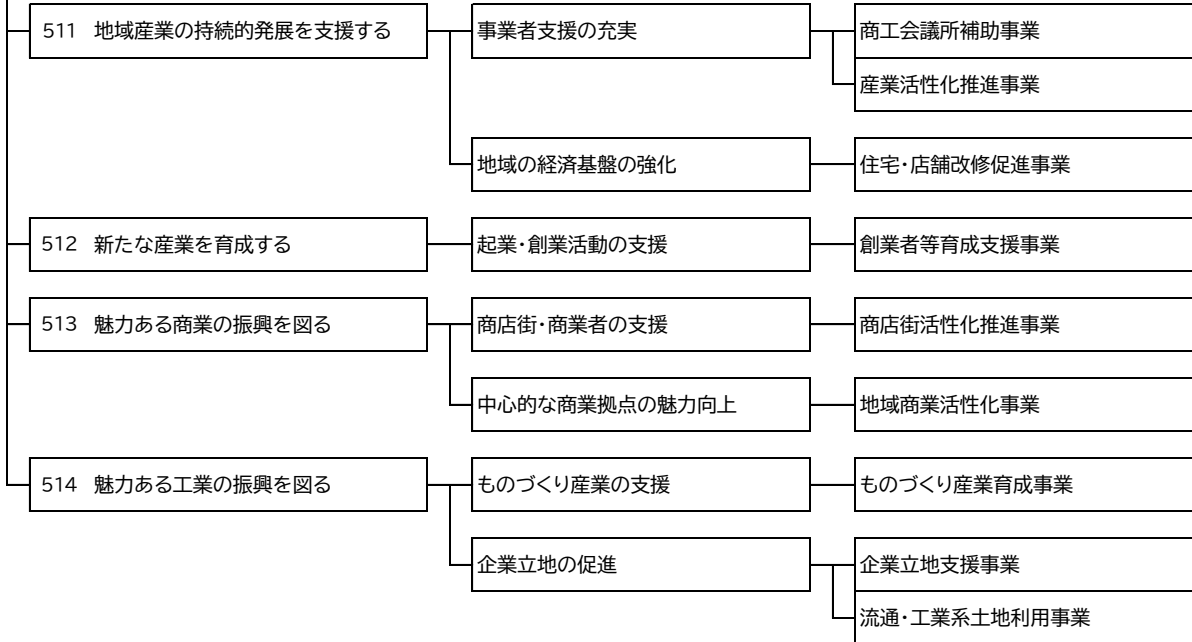 511 地域産業の持続的発展を支援する
事業者支援の充実
商工会議所補助事業
産業活性化推進事業
地域の経済基盤の強化
住宅・店舗改修促進事業
512 新たな産業を育成する
起業・創業活動の支援
創業者等育成支援事業
513 魅力ある商業の振興を図る
商店街・商業者の支援
商店街活性化推進事業
中心的な商業拠点の魅力向上
地域商業活性化事業
514 魅力ある工業の振興を図る
ものづくり産業の支援
ものづくり産業育成事業
企業立地の促進
企業立地支援事業
流通・工業系土地利用事業